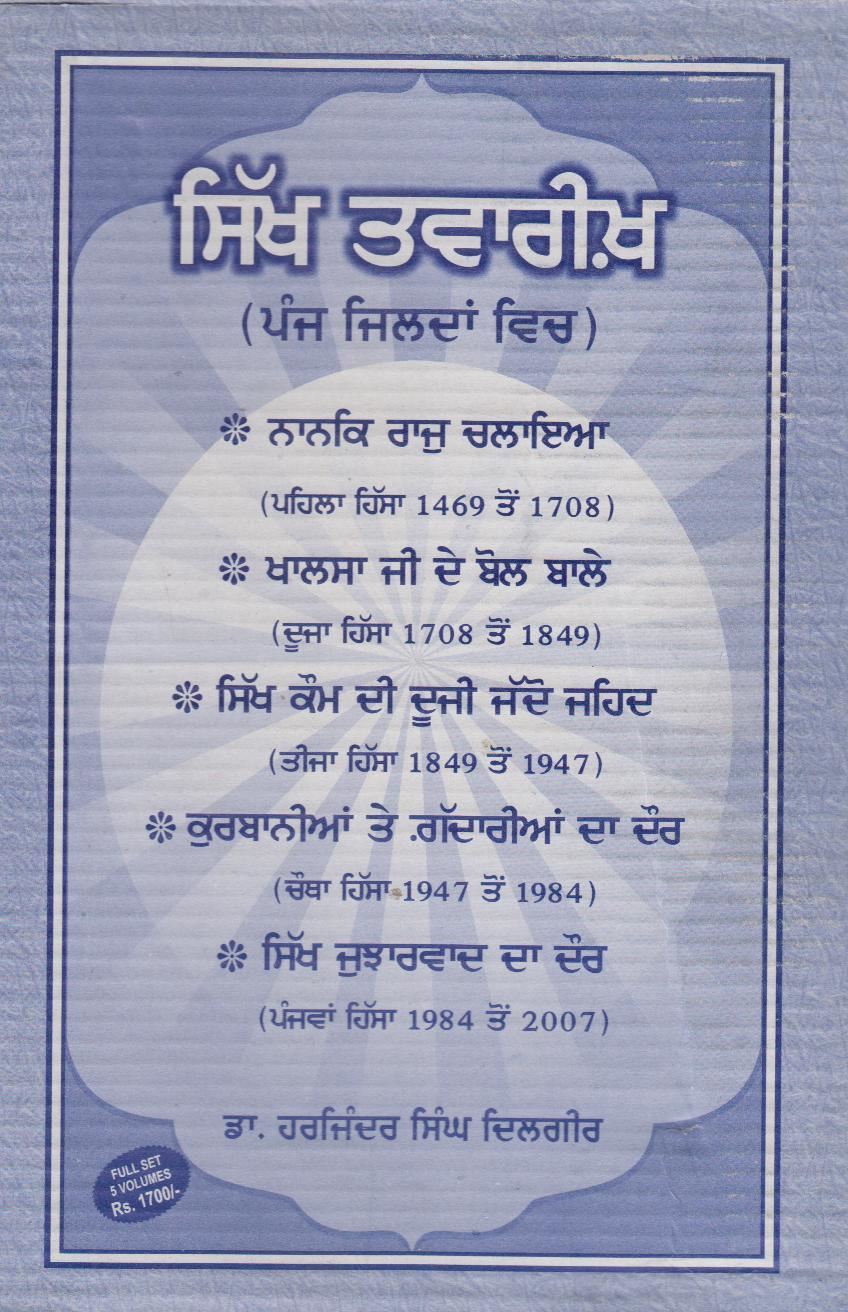 ਸਿੱਖ ਤਵਾਰੀਖ਼
(ਪੰਜ ਜਿਲਦਾਂ ਵਿਚ)
❉ ਨਾਨਕਿ ਰਾਜੁ ਚਲਾਇਆ
(ਪਹਿਲਾ ਹਿੱਸਾ 1469 ਤੋਂ 1708)
❉ ਖਾਲਸਾ ਜੀ ਦੇ ਬੋਲ ਬਾਲੇ
(ਦੂਜਾ ਹਿੱਸਾ 1708 ਤੋਂ 1849)
❉ ਸਿੱਖ ਕੌਮ ਦੀ ਦੂਜੀ ਜੱਦੋ ਜਹਿਦ
(ਤੀਜਾ ਹਿੱਸਾ 1849 ਤੋਂ 1947)
❉ ਕੁਰਬਾਨੀਆਂ ਤੇ ਗ਼ੱਦਾਰੀਆਂ ਦਾ ਦੌਰ
(ਚੌਥਾ ਹਿੱਸਾ 1947 ਤੋਂ 1984)
❉ ਸਿੱਖ ਜੁਝਾਰਵਾਦ ਦਾ ਦੌਰ
(ਪੰਜਵਾਂ ਹਿੱਸਾ 1984 ਤੋਂ 2007)
ਡਾ. ਹਰਜਿੰਦਰ ਸਿੰਘ ਦਿਲਗੀਰ
FULL SET
5 VOLUMES
Rs. 1700/-